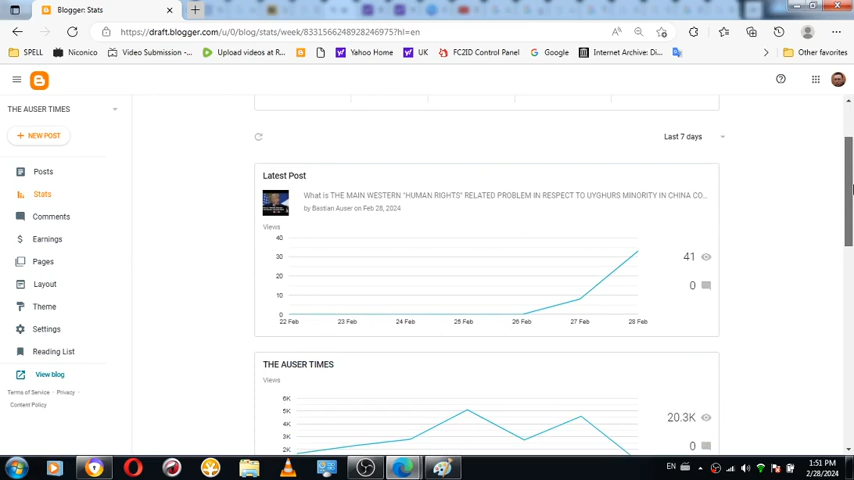 Blogger: Stats
https://draft.blogger.com/u/0/blog/stats/week/8331566248928246975?hl=en
SPELL
Niconico
Video Submission -...
Upload videos at R...
Yahoo Home
UK
FC2ID Control Panel
Google
Internet Archive: Di...
Other favorites
THE AUSER TIMES
NEW POST
Posts
Stats
Comments
Earnings
Pages
Layout
Theme
Settings
Reading List
View blog
Terms of Service · Privacy ·
Content Policy
Last 7 days
Latest Post
What is THE MAIN WESTERN "HUMAN RIGHTS" RELATED PROBLEM IN RESPECT TO UYGHURS MINORITY IN CHINA CO...
by Bastian Auser on Feb 28, 2024
Views
40
30
20
10
0
22 Feb 23 Feb 24 Feb 25 Feb 26 Feb 27 Feb 28 Feb
41
0
THE AUSER TIMES
Views
6K
5K
4K
3K
2K
20.3K
0
EN
1:51 PM
2/28/2024